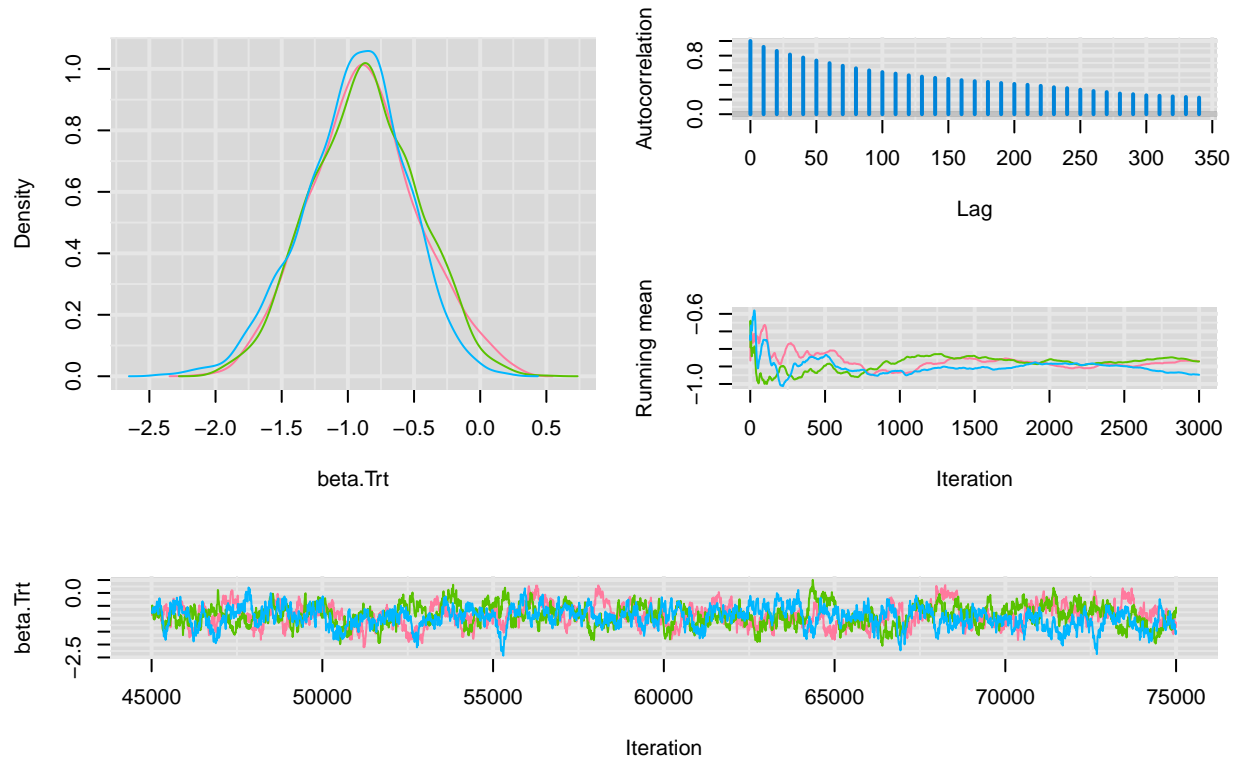 Density
0.0 0.2 0.4 0.6 0.8 1.0
−2.5 −2.0 −1.5 −1.0 −0.5 0.0 0.5
beta.Trt
Autocorrelation
0.0 0.8
0 50 100 150 200 250 300 350
Lag
Running mean
−1.0 −0.6
0 500 1000 1500 2000 2500 3000
Iteration
beta.Trt
−2.5 0.0
45000 50000 55000 60000 65000 70000 75000
Iteration